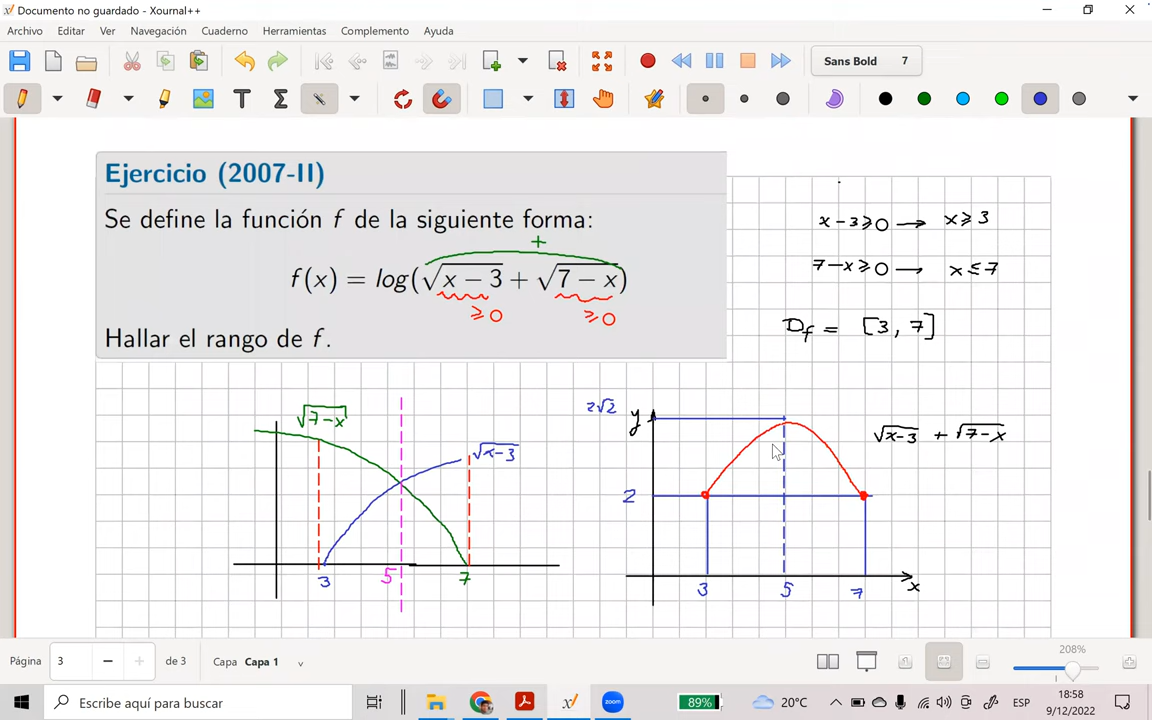 Documento no guardado - Xournal++
Archivo Editar Ver Navegación Cuaderno Herramientas Complemento Ayuda
Sans Bold 7
Ejercicio (2007-II)
Se define la función f de la siguiente forma:
+
f(x) = log(√x − 3 + √7 − x)
≥0 ≥0
Hallar el rango de f.
x-3≥0 → x≥3
7-x≥0 → x≤7
Df = [3, 7]
√7-x
√x-3
3 5 7
2√2 y
√x-3 + √7-x
2
3 5 7 x
Página 3 de 3 Capa Capa 1 208%
Escribe aquí para buscar
zoom
89%
20°C
ESP
18:58
9/12/2022